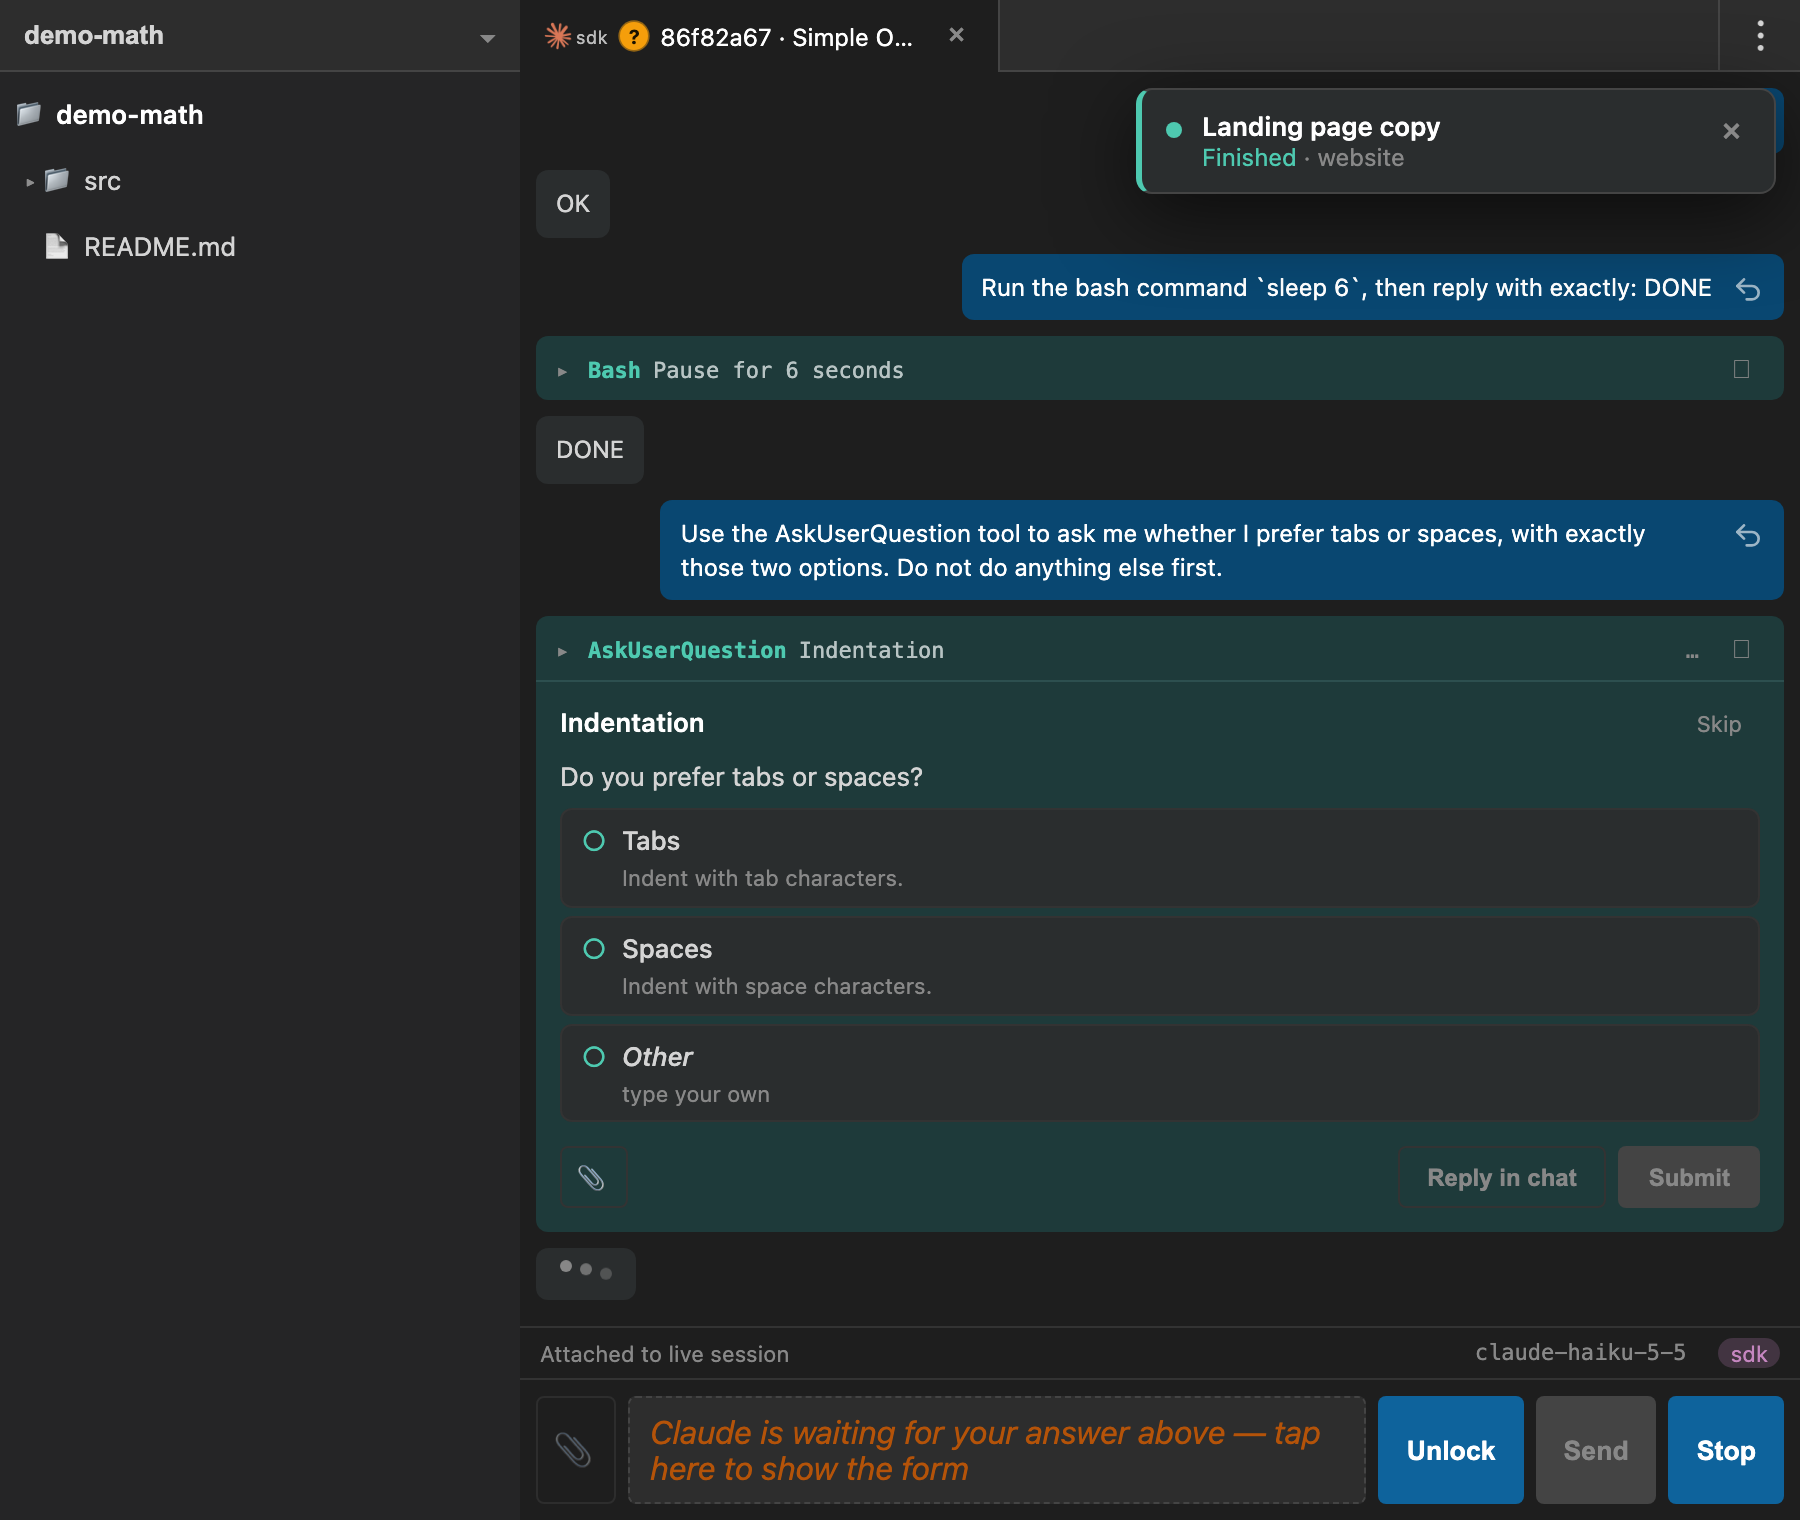 demo-math
sdk ? 86f82a67 · Simple O...
demo-math
src
README.md
Landing page copy
Finished · website
OK
Run the bash command `sleep 6`, then reply with exactly: DONE
Bash Pause for 6 seconds
DONE
Use the AskUserQuestion tool to ask me whether I prefer tabs or spaces, with exactly
those two options. Do not do anything else first.
AskUserQuestion Indentation …
Indentation
Skip
Do you prefer tabs or spaces?
Tabs
Indent with tab characters.
Spaces
Indent with space characters.
Other
type your own
Reply in chat
Submit
Attached to live session
claude-haiku-5-5
sdk
Claude is waiting for your answer above — tap
here to show the form
Unlock
Send
Stop